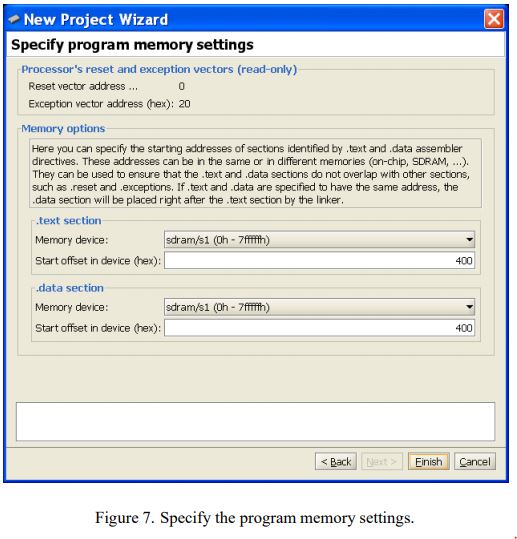 New Project Wizard
Specify program memory settings
Processor's reset and exception vectors (read-only)
Reset vector address ... 0
Exception vector address (hex): 20
Memory options
Here you can specify the starting addresses of sections identified by .text and .data assembler
directives. These addresses can be in the same or in different memories (on-chip, SDRAM, ...).
They can be used to ensure that the .text and .data sections do not overlap with other sections,
such as .reset and .exceptions. If .text and .data are specified to have the same address, the
.data section will be placed right after the .text section by the linker.
.text section
Memory device: sdram/s1 (0h - 7fffffh)
Start offset in device (hex): 400
.data section
Memory device: sdram/s1 (0h - 7fffffh)
Start offset in device (hex): 400
< Back Next > Finish Cancel
Figure 7. Specify the program memory settings.